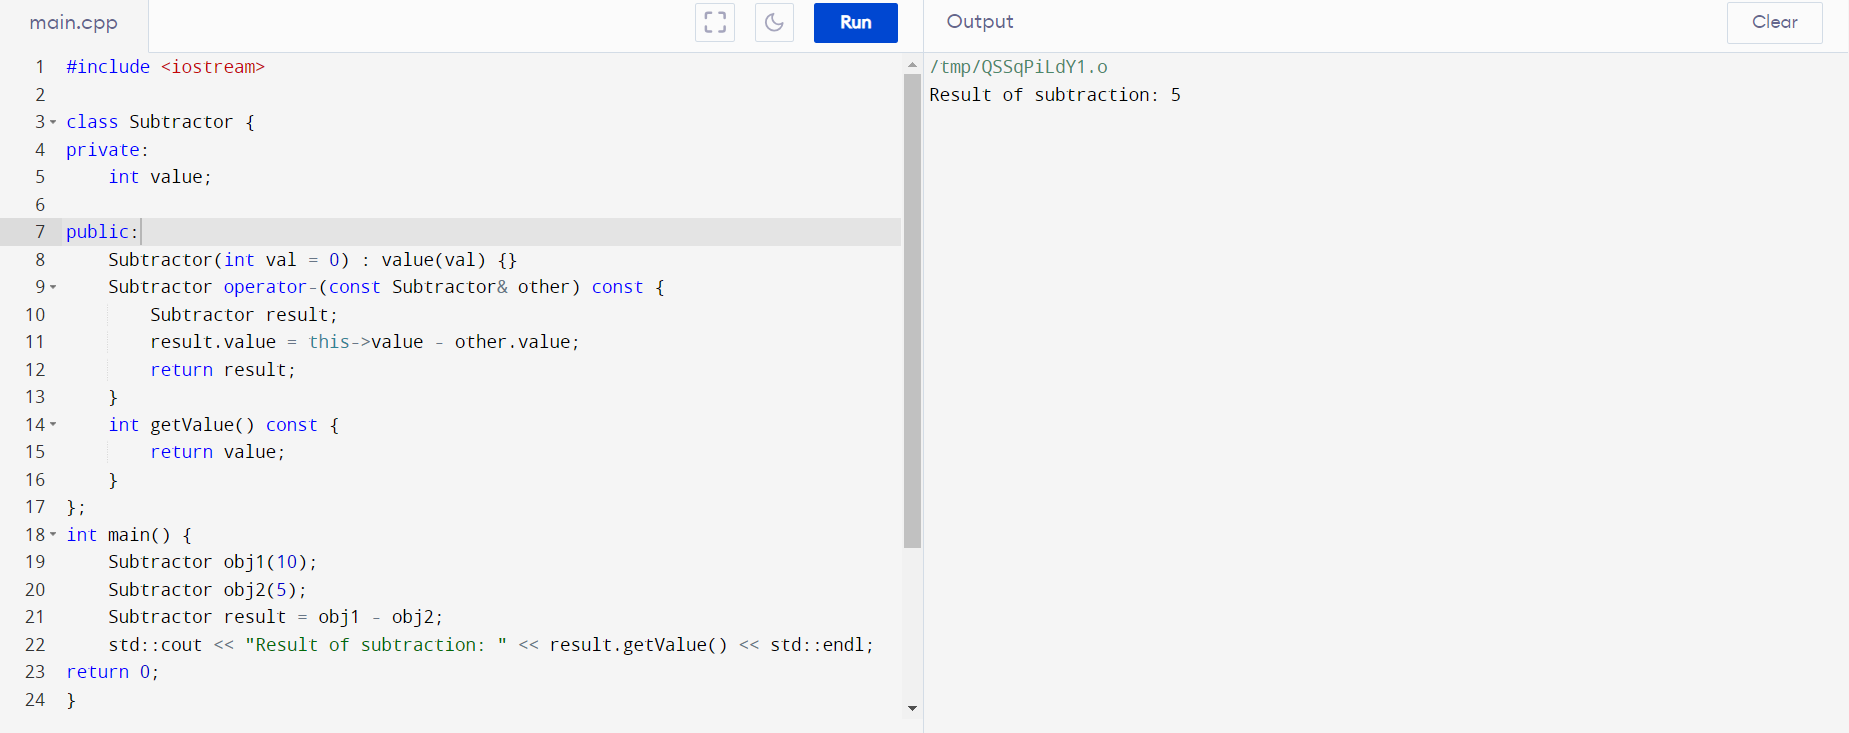 main.cpp
Run
Output
Clear
1 #include <iostream>
2
3 class Subtractor {
4 private:
5     int value;
6
7 public:
8     Subtractor(int val = 0) : value(val) {}
9     Subtractor operator-(const Subtractor& other) const {
10         Subtractor result;
11         result.value = this->value - other.value;
12         return result;
13     }
14     int getValue() const {
15         return value;
16     }
17 };
18 int main() {
19     Subtractor obj1(10);
20     Subtractor obj2(5);
21     Subtractor result = obj1 - obj2;
22     std::cout << "Result of subtraction: " << result.getValue() << std::endl;
23 return 0;
24 }
/tmp/QSSqPiLdY1.o
Result of subtraction: 5